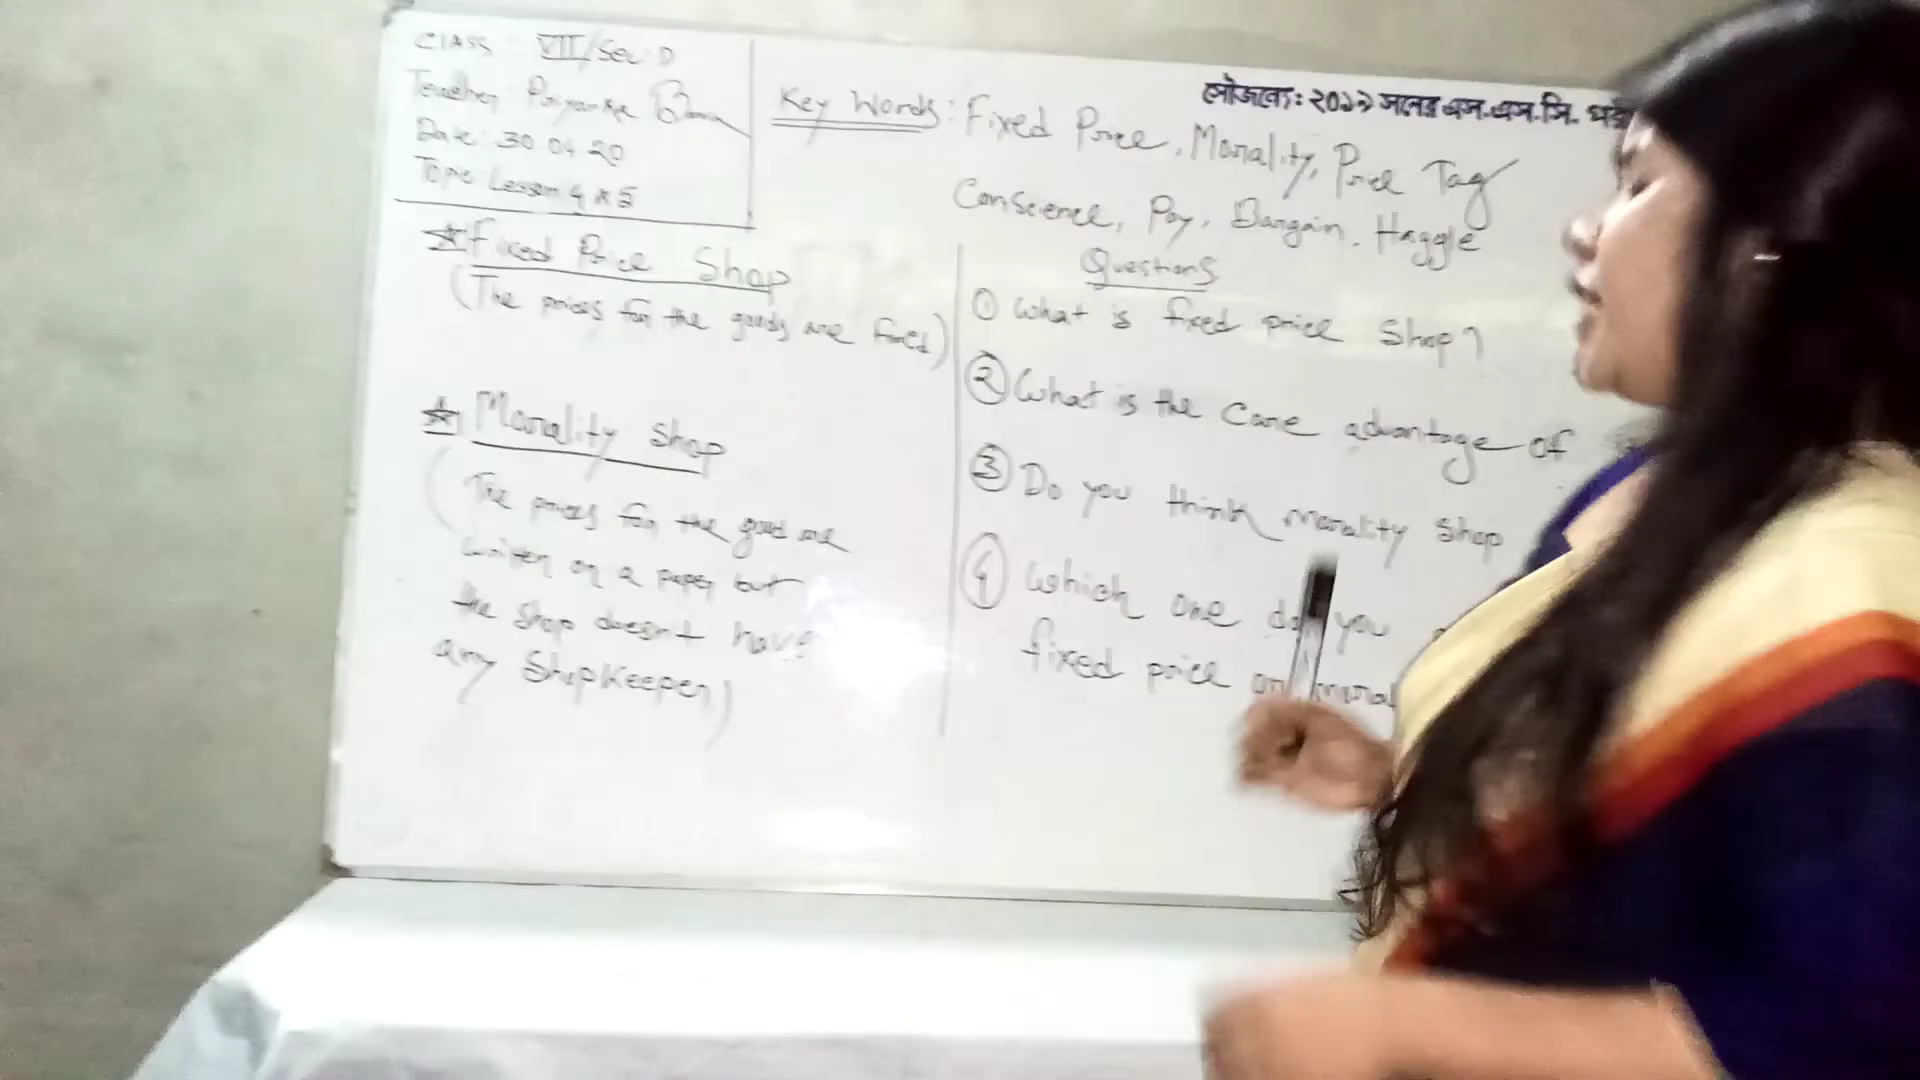 CLASS : VII/Sec: D
Teacher: Priyanka
Date: 30.04.20
Topic: Lesson 4 & 5
Key Words: Fixed Price, Morality, Price Tag
Conscience, Pay, Bargain, Haggle
Fixed Price Shop
(The prices for the goods are fixed)
Morality Shop
(The prices for the good are
written on a paper but
the shop doesn't have
any Shopkeeper)
Questions
① What is fixed price Shop?
② What is the Core advantage of
③ Do you think Morality Shop
④ Which one do you
fixed price or moral